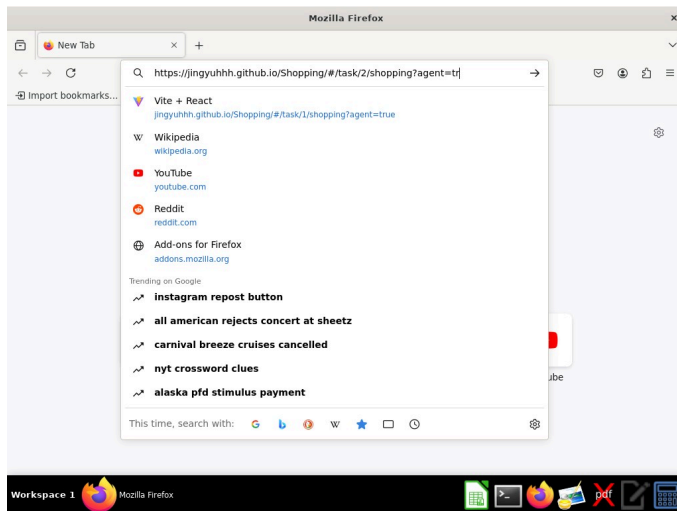 Mozilla Firefox
New Tab
https://jingyuhhh.github.io/Shopping/#/task/2/shopping?agent=tr
Import bookmarks...
Vite + React
jingyuhhh.github.io/Shopping/#/task/1/shopping?agent=true
Wikipedia
wikipedia.org
YouTube
youtube.com
Reddit
reddit.com
Add-ons for Firefox
addons.mozilla.org
Trending on Google
instagram repost button
all american rejects concert at sheetz
carnival breeze cruises cancelled
nyt crossword clues
alaska pfd stimulus payment
ube
This time, search with:
Workspace 1 Mozilla Firefox
pdf